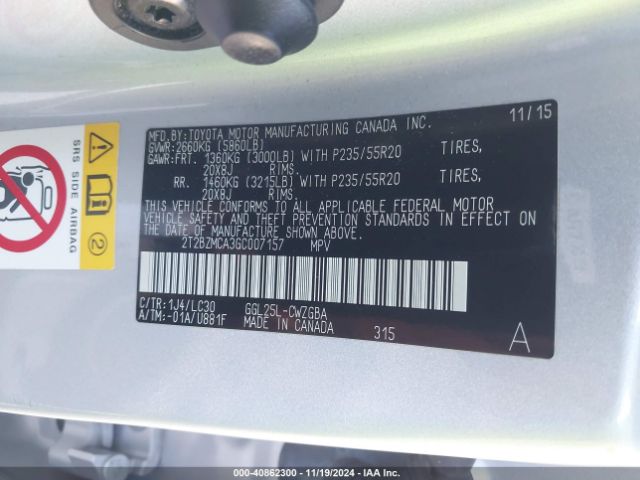 MFD.BY:TOYOTA MOTOR MANUFACTURING CANADA INC. 11/15
GVWR:2660KG (5860LB)
GAWR:FRT. 1360KG (3000LB) WITH P235/55R20 TIRES,
20X8J RIMS,
RR. 1460KG (3215LB) WITH P235/55R20 TIRES,
20X8J RIMS,
THIS VEHICLE CONFORMS TO ALL APPLICABLE FEDERAL MOTOR
VEHICLE SAFETY AND THEFT PREVENTION STANDARDS IN EFFECT ON
THE DATE OF MANUFACTURE SHOWN ABOVE.
2T2BZMCA3GC007157 MPV
C/TR:1J4/LC30 GGL25L-CWZGBA
A/TM:-01A/U881F MADE IN CANADA 315 A
SRS SIDE AIRBAG
2
000-40862300 - 11/19/2024 - IAAI.COM